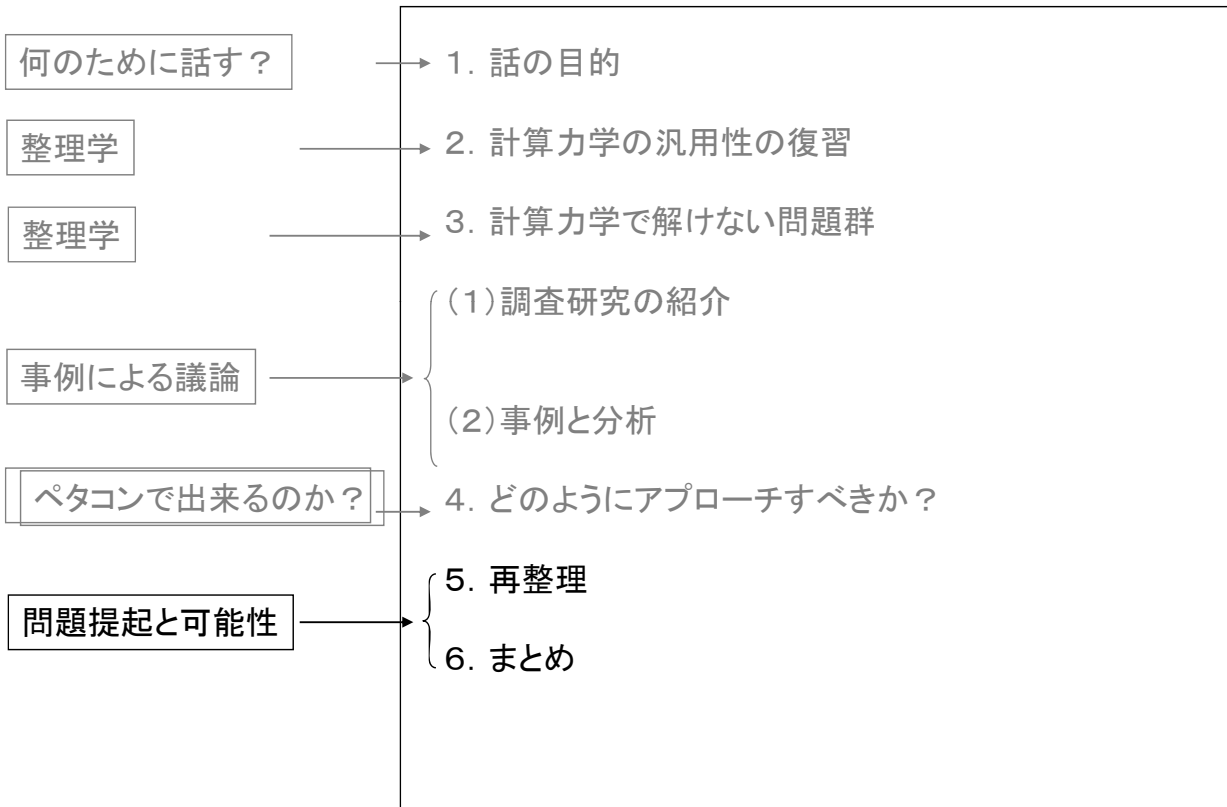 何のために話す？
１．話の目的
整理学
２．計算力学の汎用性の復習
整理学
３．計算力学で解けない問題群
（１）調査研究の紹介
事例による議論
（２）事例と分析
ペタコンで出来るのか？
４．どのようにアプローチすべきか？
５．再整理
問題提起と可能性
６．まとめ